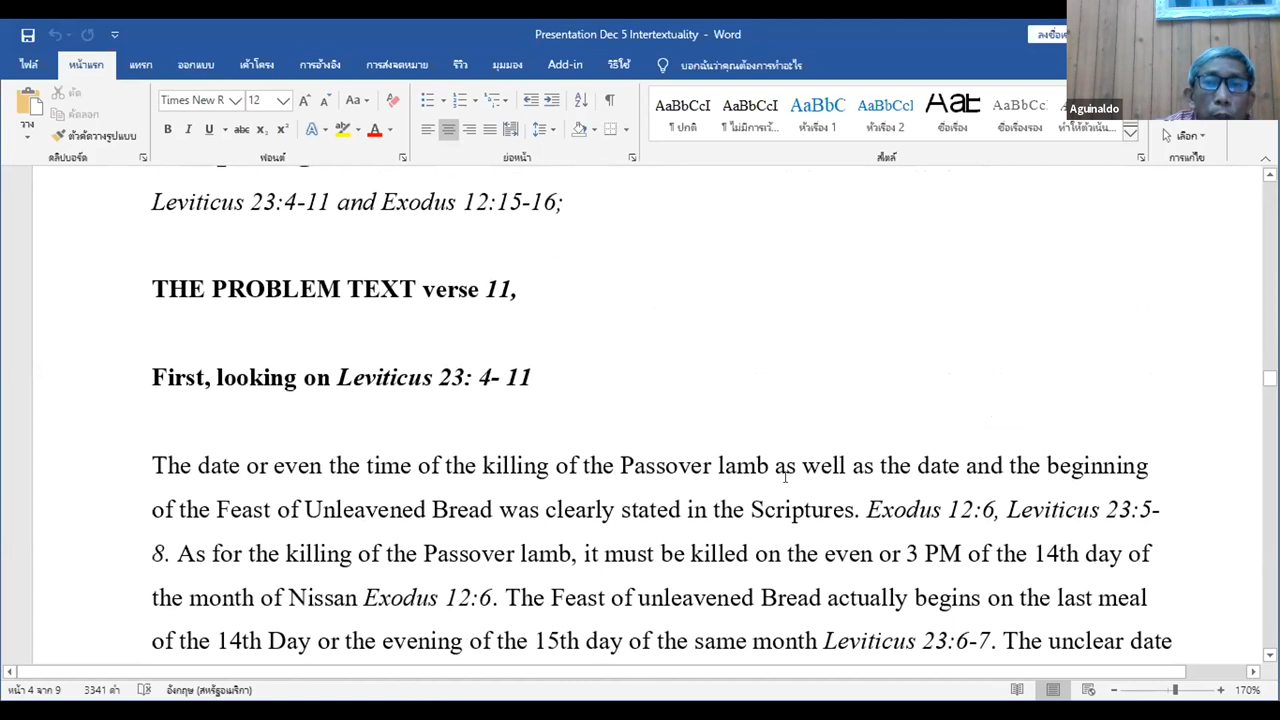 Presentation Dec 5 Intertextuality - Word
ไฟล์ หน้าแรก แทรก ออกแบบ เค้าโครง การอ้างอิง การส่งจดหมาย รีวิว มุมมอง Add-in วิธีใช้ บอกฉันว่าคุณต้องการทำอะไร
Aguinaldo
วาง
ตัด
คัดลอก
ตัวคัดวางรูปแบบ
คลิปบอร์ด
Times New R 12
ฟอนต์
ย่อหน้า
AaBbCcI AaBbCcI AaBbC AaBbCcI AaE AaBbCcI AaBbCcI
¶ ปกติ ¶ ไม่มีการเว้... หัวเรื่อง 1 หัวเรื่อง 2 ชื่อเรื่อง ชื่อเรื่องรอง ทำให้ตัวเน้น...
สไตล์
เลือก
การแก้ไข
Leviticus 23:4-11 and Exodus 12:15-16;
THE PROBLEM TEXT verse 11,
First, looking on Leviticus 23: 4- 11
The date or even the time of the killing of the Passover lamb as well as the date and the beginning
of the Feast of Unleavened Bread was clearly stated in the Scriptures. Exodus 12:6, Leviticus 23:5-
8. As for the killing of the Passover lamb, it must be killed on the even or 3 PM of the 14th day of
the month of Nissan Exodus 12:6. The Feast of unleavened Bread actually begins on the last meal
of the 14th Day or the evening of the 15th day of the same month Leviticus 23:6-7. The unclear date
หน้า 4 จาก 9 3341 คำ อังกฤษ (สหรัฐอเมริกา) 170%